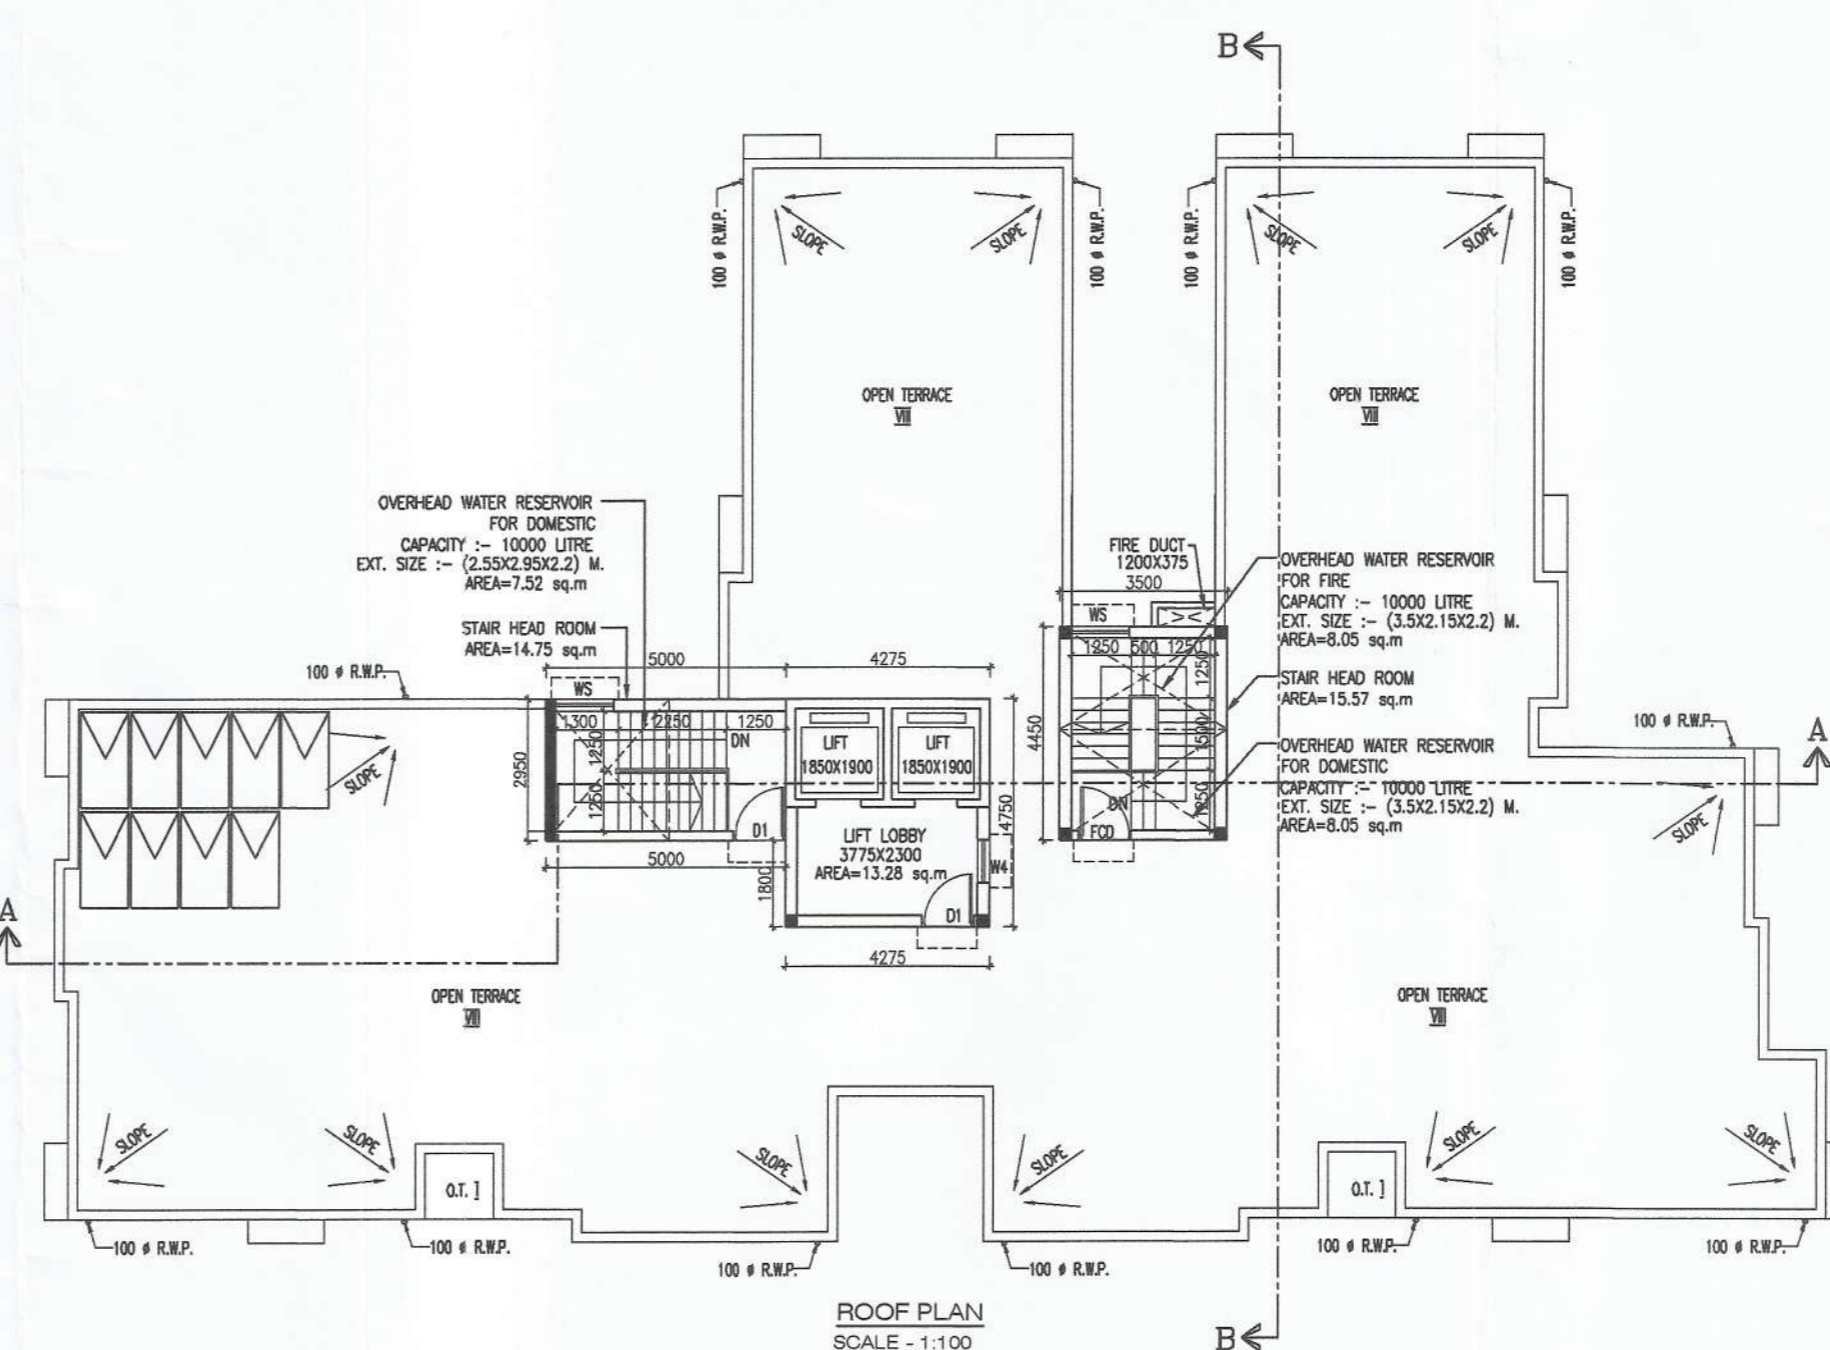 B
100 ø R.W.P.
SLOPE
SLOPE
100 ø R.W.P.
100 ø R.W.P.
SLOPE
SLOPE
100 ø R.W.P.
OPEN TERRACE
VIII
OPEN TERRACE
VIII
OVERHEAD WATER RESERVOIR
FOR DOMESTIC
CAPACITY :- 10000 LITRE
EXT. SIZE :- (2.55X2.95X2.2) M.
AREA=7.52 sq.m
STAIR HEAD ROOM
AREA=14.75 sq.m
FIRE DUCT
1200X375
3500
OVERHEAD WATER RESERVOIR
FOR FIRE
CAPACITY :- 10000 LITRE
EXT. SIZE :- (3.5X2.15X2.2) M.
AREA=8.05 sq.m
STAIR HEAD ROOM
AREA=15.57 sq.m
OVERHEAD WATER RESERVOIR
FOR DOMESTIC
CAPACITY :- 10000 LITRE
EXT. SIZE :- (3.5X2.15X2.2) M.
AREA=8.05 sq.m
100 ø R.W.P.
5000
4275
WS
1300
2250
1250
DN
2950
1250
1250
D1
5000
1800
LIFT
1850X1900
LIFT
1850X1900
LIFT LOBBY
3775X2300
AREA=13.28 sq.m
W4
D1
4750
4275
WS
1250
500
1250
1250
1500
1250
4450
DN
FCD
100 ø R.W.P.
A
SLOPE
SLOPE
A
OPEN TERRACE
VIII
OPEN TERRACE
VIII
SLOPE
SLOPE
SLOPE
SLOPE
SLOPE
SLOPE
O.T. ]
O.T. ]
100 ø R.W.P.
100 ø R.W.P.
100 ø R.W.P.
100 ø R.W.P.
100 ø R.W.P.
100 ø R.W.P.
ROOF PLAN
SCALE - 1:100
B